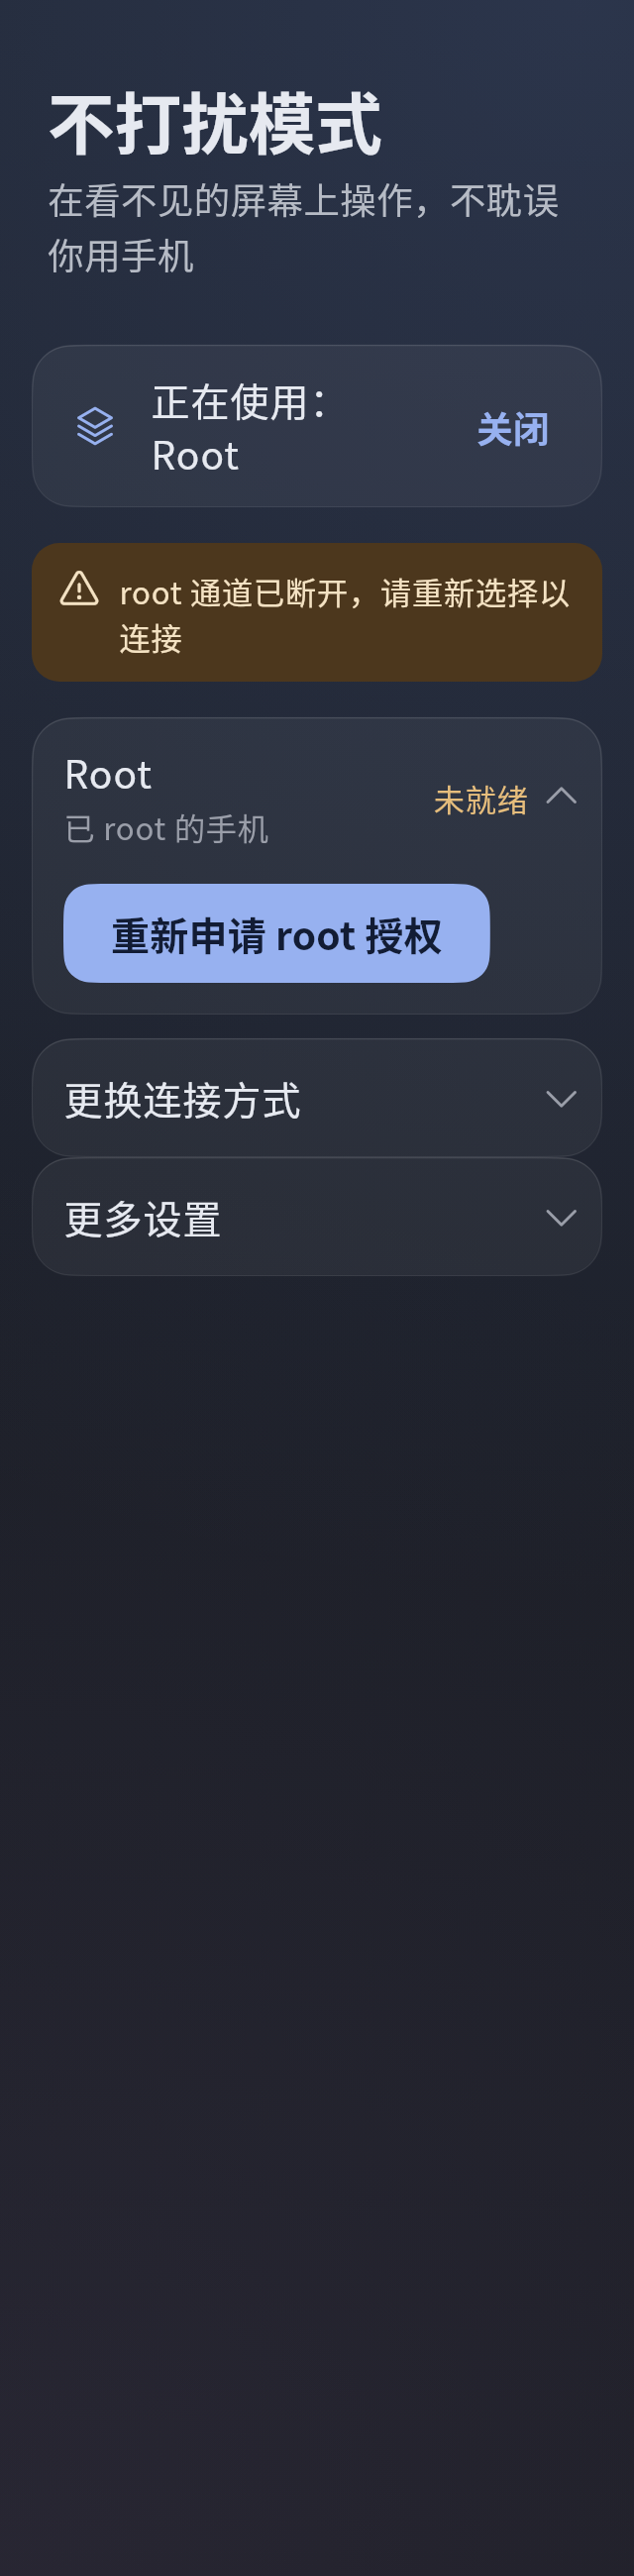 不打扰模式
在看不见的屏幕上操作，不耽误
你用手机
正在使用：
Root
关闭
root 通道已断开，请重新选择以
连接
Root
已 root 的手机
未就绪
重新申请 root 授权
更换连接方式
更多设置